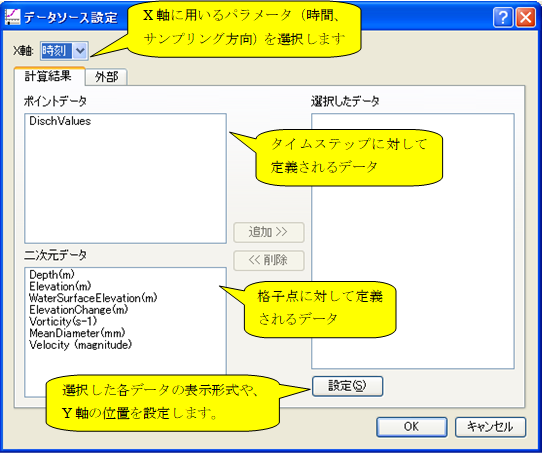 データソース設定
X軸に用いるパラメータ（時間、
サンプリング方向）を選択します
X軸: 時刻
計算結果 外部
ポイントデータ
選択したデータ
DischValues
タイムステップに対して
定義されるデータ
追加 >>
<< 削除
二次元データ
Depth(m)
Elevation(m)
WaterSurfaceElevation(m)
ElevationChange(m)
Vorticity(s-1)
MeanDiameter(mm)
Velocity (magnitude)
格子点に対して定義
されるデータ
選択した各データの表示形式や、
Y軸の位置を設定します。
設定(S)
OK キャンセル